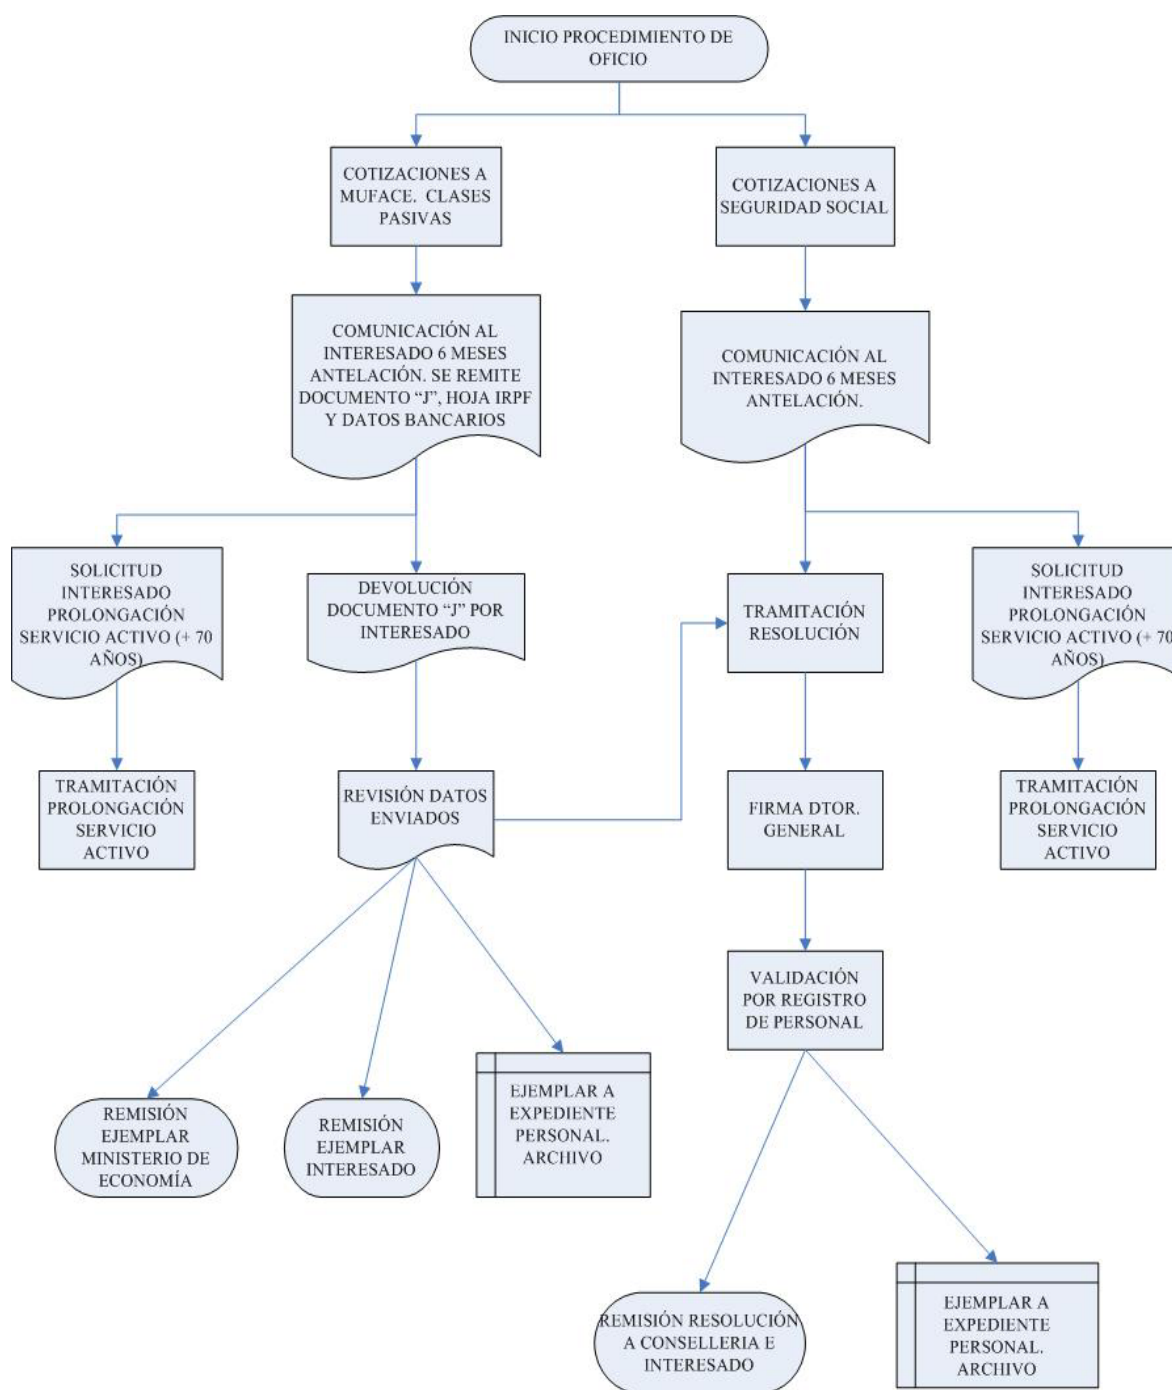 INICIO PROCEDIMIENTO DE
OFICIO
COTIZACIONES A
MUFACE. CLASES
PASIVAS
COTIZACIONES A
SEGURIDAD SOCIAL
COMUNICACIÓN AL
INTERESADO 6 MESES
ANTELACIÓN. SE REMITE
DOCUMENTO “J”, HOJA IRPF
Y DATOS BANCARIOS
COMUNICACIÓN AL
INTERESADO 6 MESES
ANTELACIÓN.
SOLICITUD
INTERESADO
PROLONGACIÓN
SERVICIO ACTIVO (+ 70
AÑOS)
DEVOLUCIÓN
DOCUMENTO “J” POR
INTERESADO
TRAMITACIÓN
RESOLUCIÓN
SOLICITUD
INTERESADO
PROLONGACIÓN
SERVICIO ACTIVO (+ 70
AÑOS)
TRAMITACIÓN
PROLONGACIÓN
SERVICIO
ACTIVO
REVISIÓN DATOS
ENVIADOS
FIRMA DTOR.
GENERAL
TRAMITACIÓN
PROLONGACIÓN
SERVICIO
ACTIVO
VALIDACIÓN
POR REGISTRO
DE PERSONAL
REMISIÓN
EJEMPLAR
MINISTERIO DE
ECONOMÍA
REMISIÓN
EJEMPLAR
INTERESADO
EJEMPLAR A
EXPEDIENTE
PERSONAL.
ARCHIVO
REMISIÓN RESOLUCIÓN
A CONSELLERIA E
INTERESADO
EJEMPLAR A
EXPEDIENTE
PERSONAL.
ARCHIVO